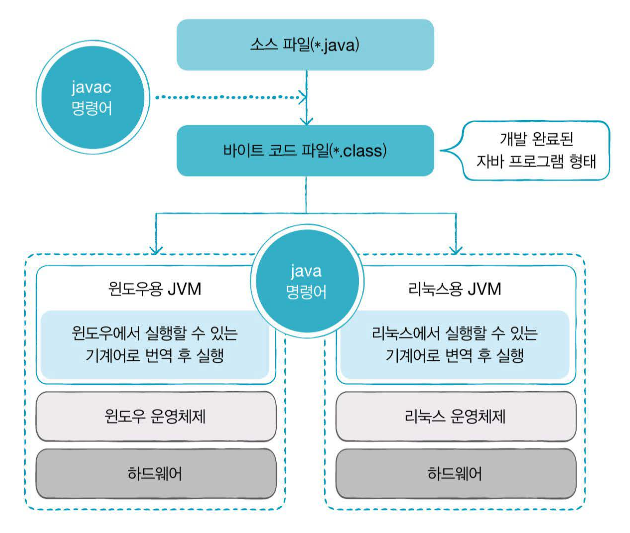 소스 파일(*.java)
javac
명령어
바이트 코드 파일(*.class)
개발 완료된
자바 프로그램 형태
java
명령어
윈도우용 JVM
윈도우에서 실행할 수 있는
기계어로 번역 후 실행
윈도우 운영체제
하드웨어
리눅스용 JVM
리눅스에서 실행할 수 있는
기계어로 변역 후 실행
리눅스 운영체제
하드웨어